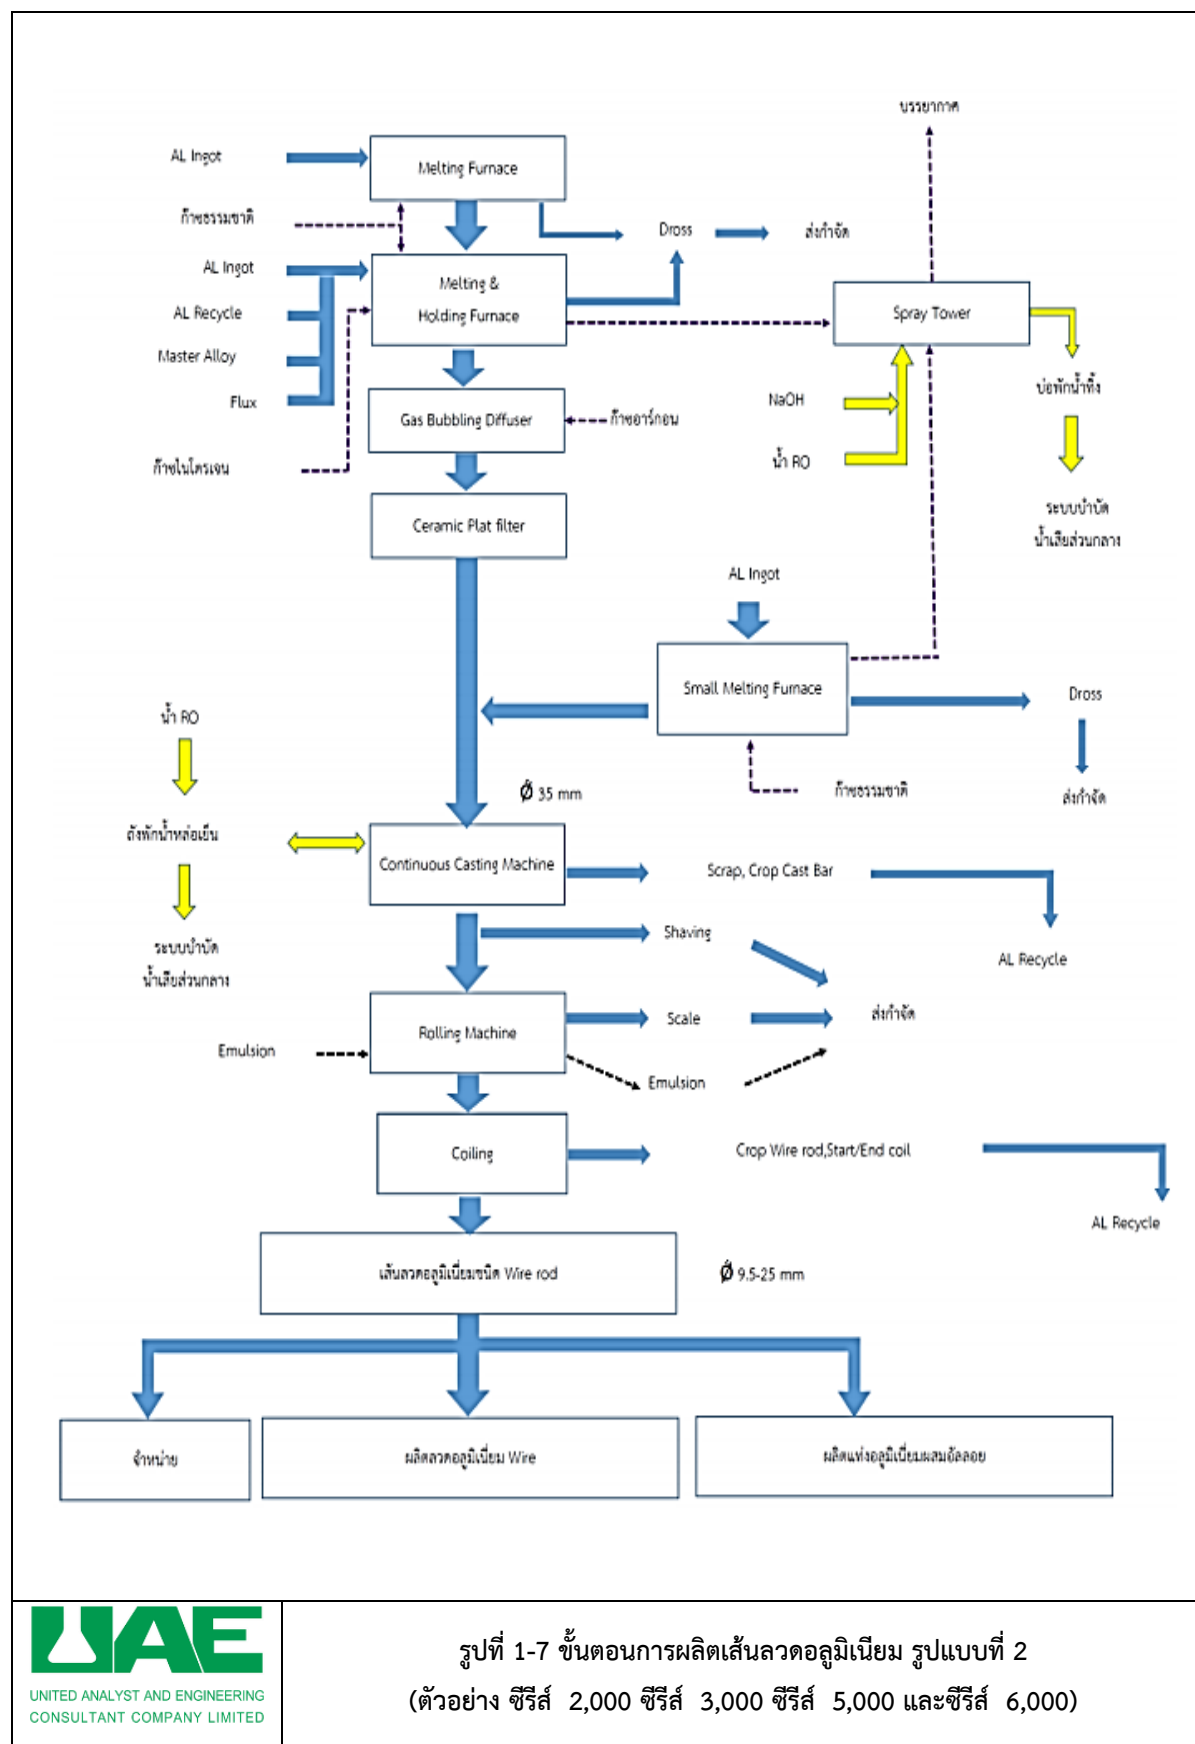 บรรยากาศ
AL Ingot
Melting Furnace
ก๊าซธรรมชาติ
Dross
ส่งกำจัด
AL Ingot
Melting &
Holding Furnace
AL Recycle
Spray Tower
Master Alloy
Flux
NaOH
บ่อพักน้ำทิ้ง
Gas Bubbling Diffuser
ก๊าซอาร์กอน
ก๊าซไนโตรเจน
น้ำ RO
ระบบบำบัด
น้ำเสียส่วนกลาง
Ceramic Plat filter
AL Ingot
Small Melting Furnace
Dross
น้ำ RO
ก๊าซธรรมชาติ
ส่งกำจัด
Ø 35 mm
ถังพักน้ำหล่อเย็น
Continuous Casting Machine
Scrap, Crop Cast Bar
Shaving
AL Recycle
ระบบบำบัด
น้ำเสียส่วนกลาง
Rolling Machine
Scale
ส่งกำจัด
Emulsion
Emulsion
Coiling
Crop Wire rod,Start/End coil
AL Recycle
เส้นลวดอลูมิเนี่ยมชนิด Wire rod
Ø 9.5-25 mm
จำหน่าย
ผลิตลวดอลูมิเนี่ยม Wire
ผลิตแท่งอลูมิเนี่ยมผสมอัลลอย
UAE
UNITED ANALYST AND ENGINEERING
CONSULTANT COMPANY LIMITED
รูปที่ 1-7 ขั้นตอนการผลิตเส้นลวดอลูมิเนียม รูปแบบที่ 2
(ตัวอย่าง ซีรีส์ 2,000 ซีรีส์ 3,000 ซีรีส์ 5,000 และซีรีส์ 6,000)